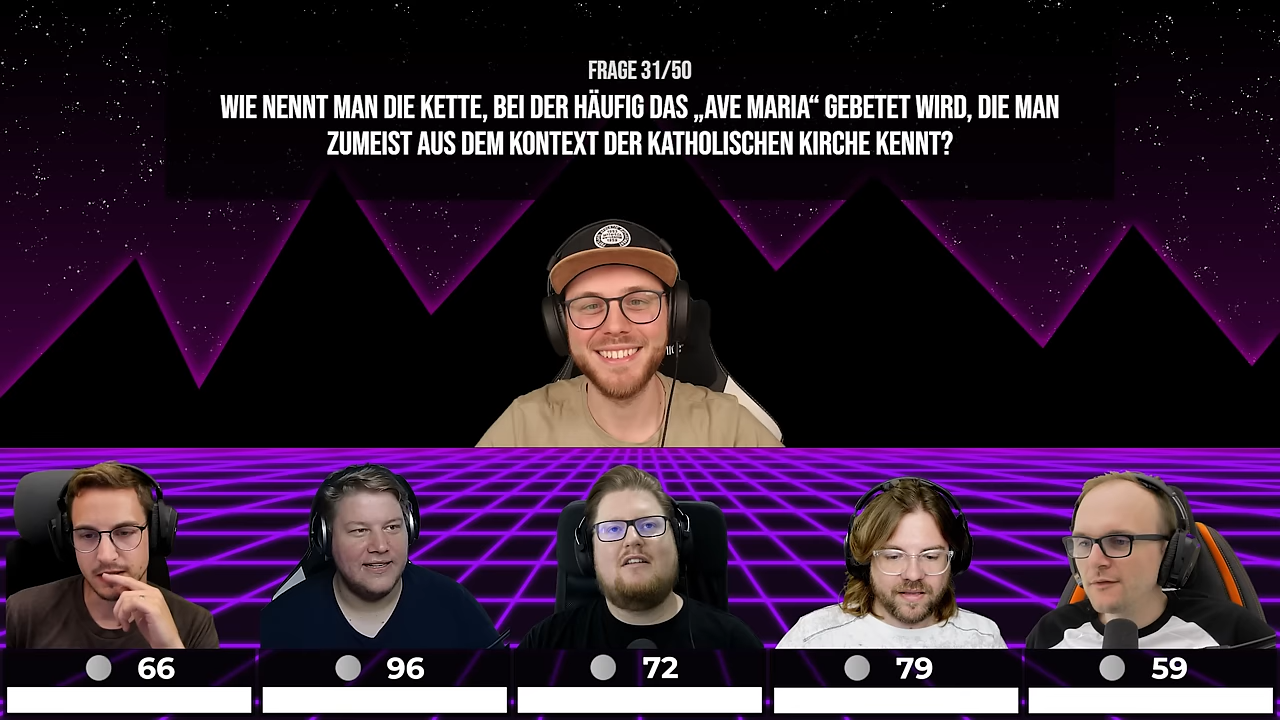 FRAGE 31/50
WIE NENNT MAN DIE KETTE, BEI DER HÄUFIG DAS „AVE MARIA“ GEBETET WIRD, DIE MAN
ZUMEIST AUS DEM KONTEXT DER KATHOLISCHEN KIRCHE KENNT?
66
96
72
79
59